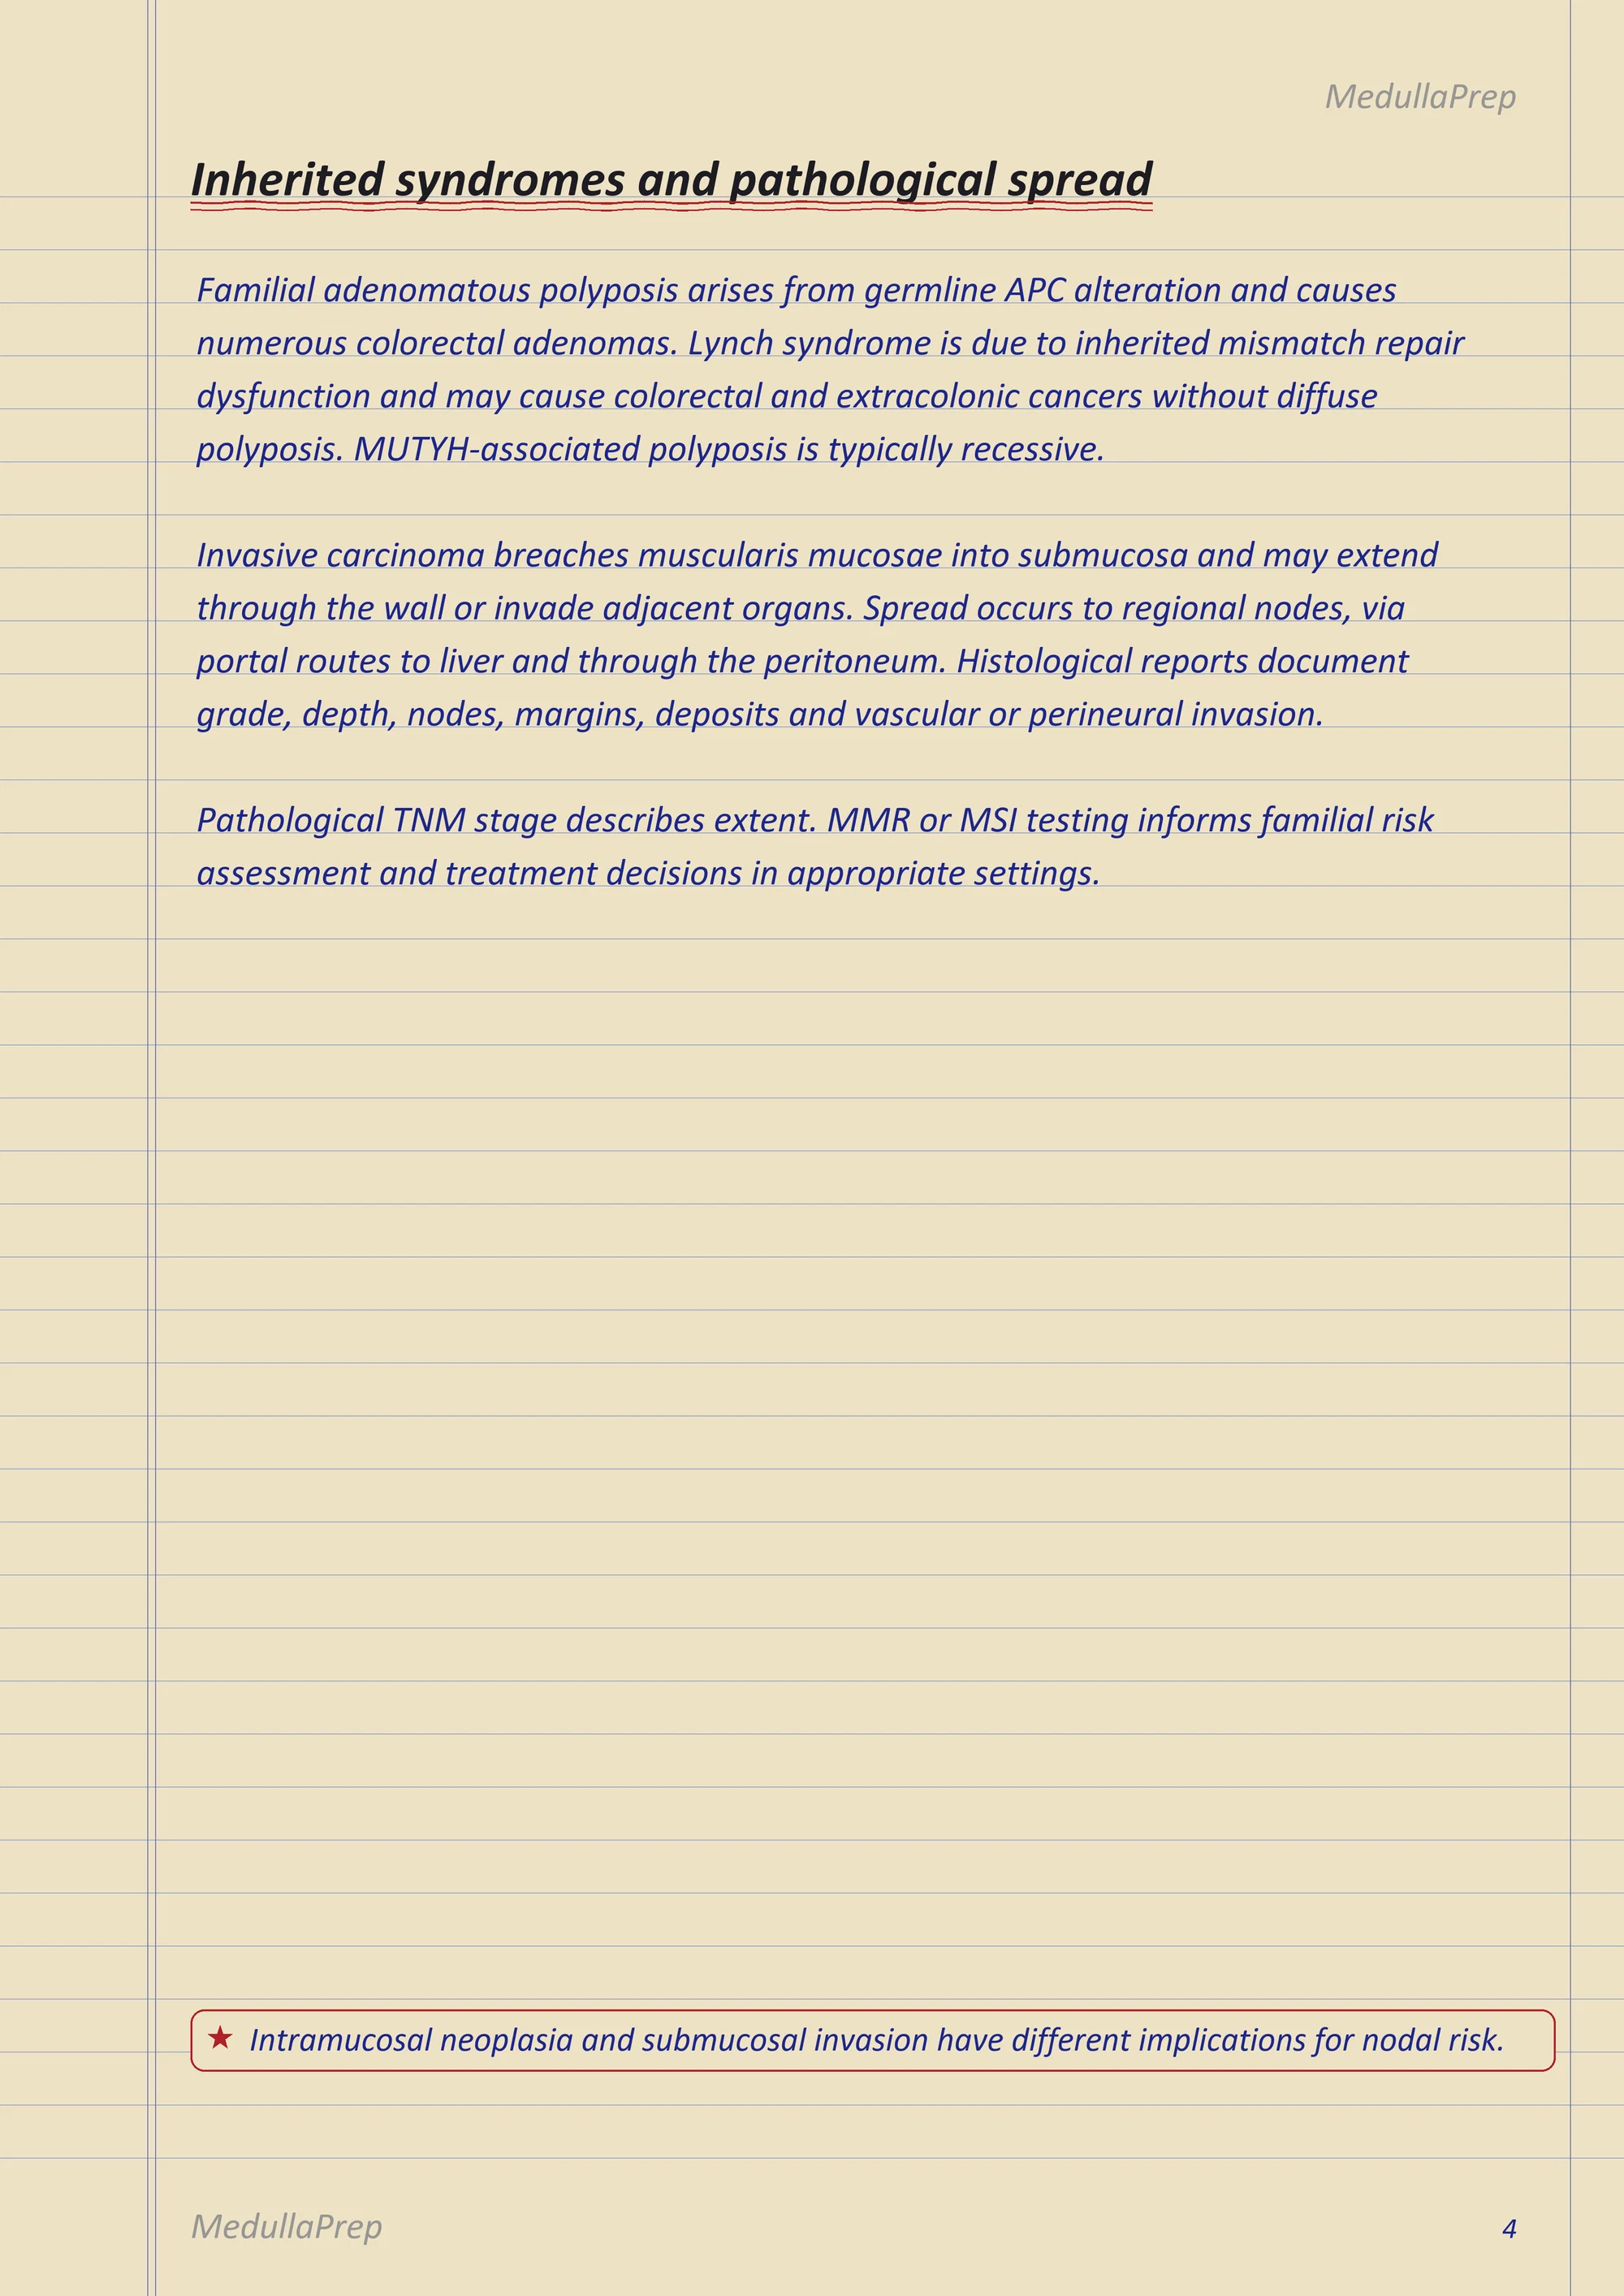 MedullaPrep
Inherited syndromes and pathological spread
Familial adenomatous polyposis arises from germline APC alteration and causes
numerous colorectal adenomas. Lynch syndrome is due to inherited mismatch repair
dysfunction and may cause colorectal and extracolonic cancers without diffuse
polyposis. MUTYH-associated polyposis is typically recessive.
Invasive carcinoma breaches muscularis mucosae into submucosa and may extend
through the wall or invade adjacent organs. Spread occurs to regional nodes, via
portal routes to liver and through the peritoneum. Histological reports document
grade, depth, nodes, margins, deposits and vascular or perineural invasion.
Pathological TNM stage describes extent. MMR or MSI testing informs familial risk
assessment and treatment decisions in appropriate settings.
★ Intramucosal neoplasia and submucosal invasion have different implications for nodal risk.
MedullaPrep
4